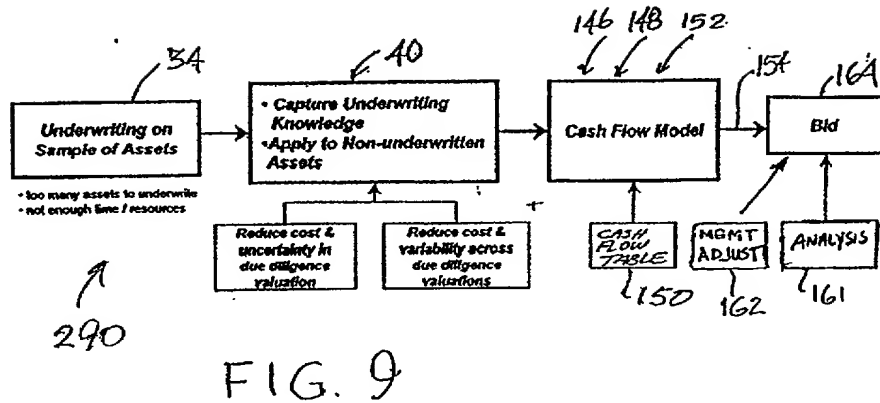 146 148 152
34 40 154 164
Underwriting on
Sample of Assets
• too many assets to underwrite
• not enough time / resources
• Capture Underwriting
Knowledge
•Apply to Non-underwritten
Assets
Cash Flow Model
Bid
Reduce cost &
uncertainty in
due diligence
valuation
Reduce cost &
variability across
due diligence
valuations
CASH
FLOW
TABLE
MGMT
ADJUST
ANALYSIS
150 162 161
290
FIG. 9